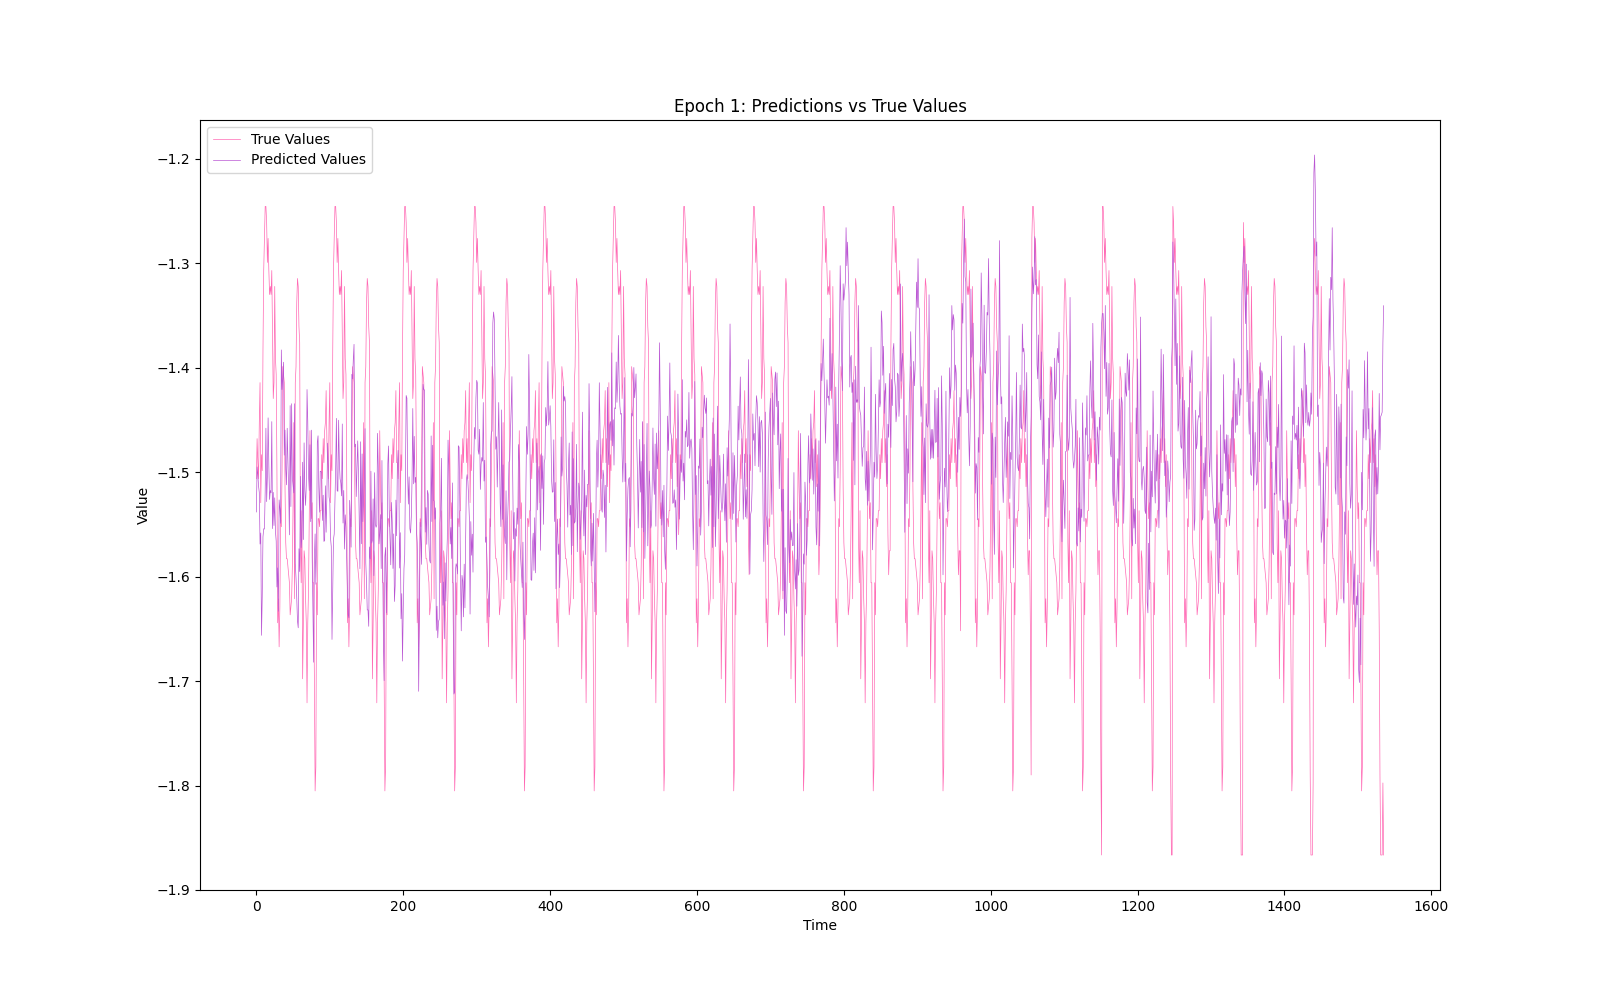 Epoch 1: Predictions vs True Values
True Values
Predicted Values
−1.2
−1.3
−1.4
−1.5
−1.6
−1.7
−1.8
−1.9
Value
0 200 400 600 800 1000 1200 1400 1600
Time